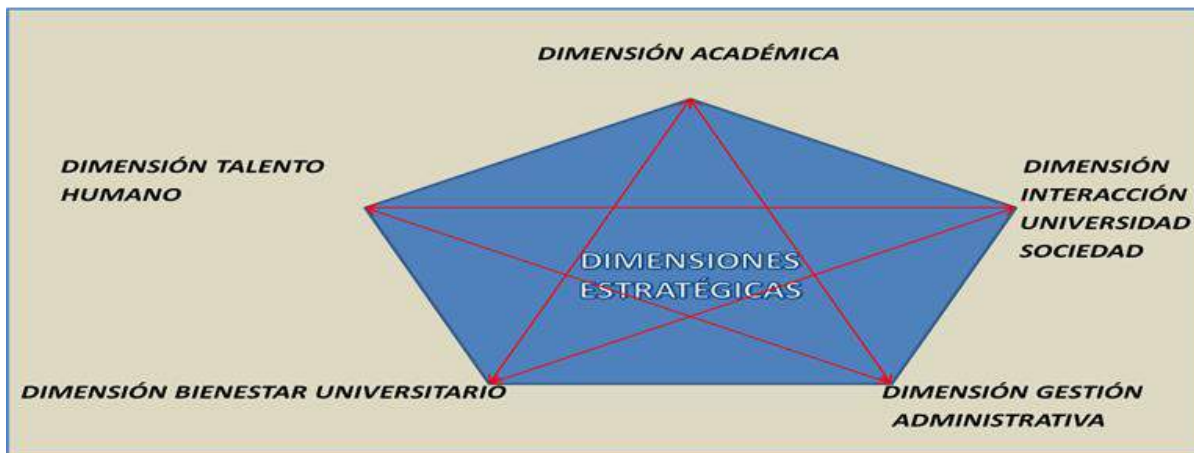 DIMENSIÓN ACADÉMICA
DIMENSIÓN TALENTO
HUMANO
DIMENSIÓN
INTERACCIÓN
UNIVERSIDAD
SOCIEDAD
DIMENSIONES
ESTRATÉGICAS
DIMENSIÓN BIENESTAR UNIVERSITARIO
DIMENSIÓN GESTIÓN
ADMINISTRATIVA